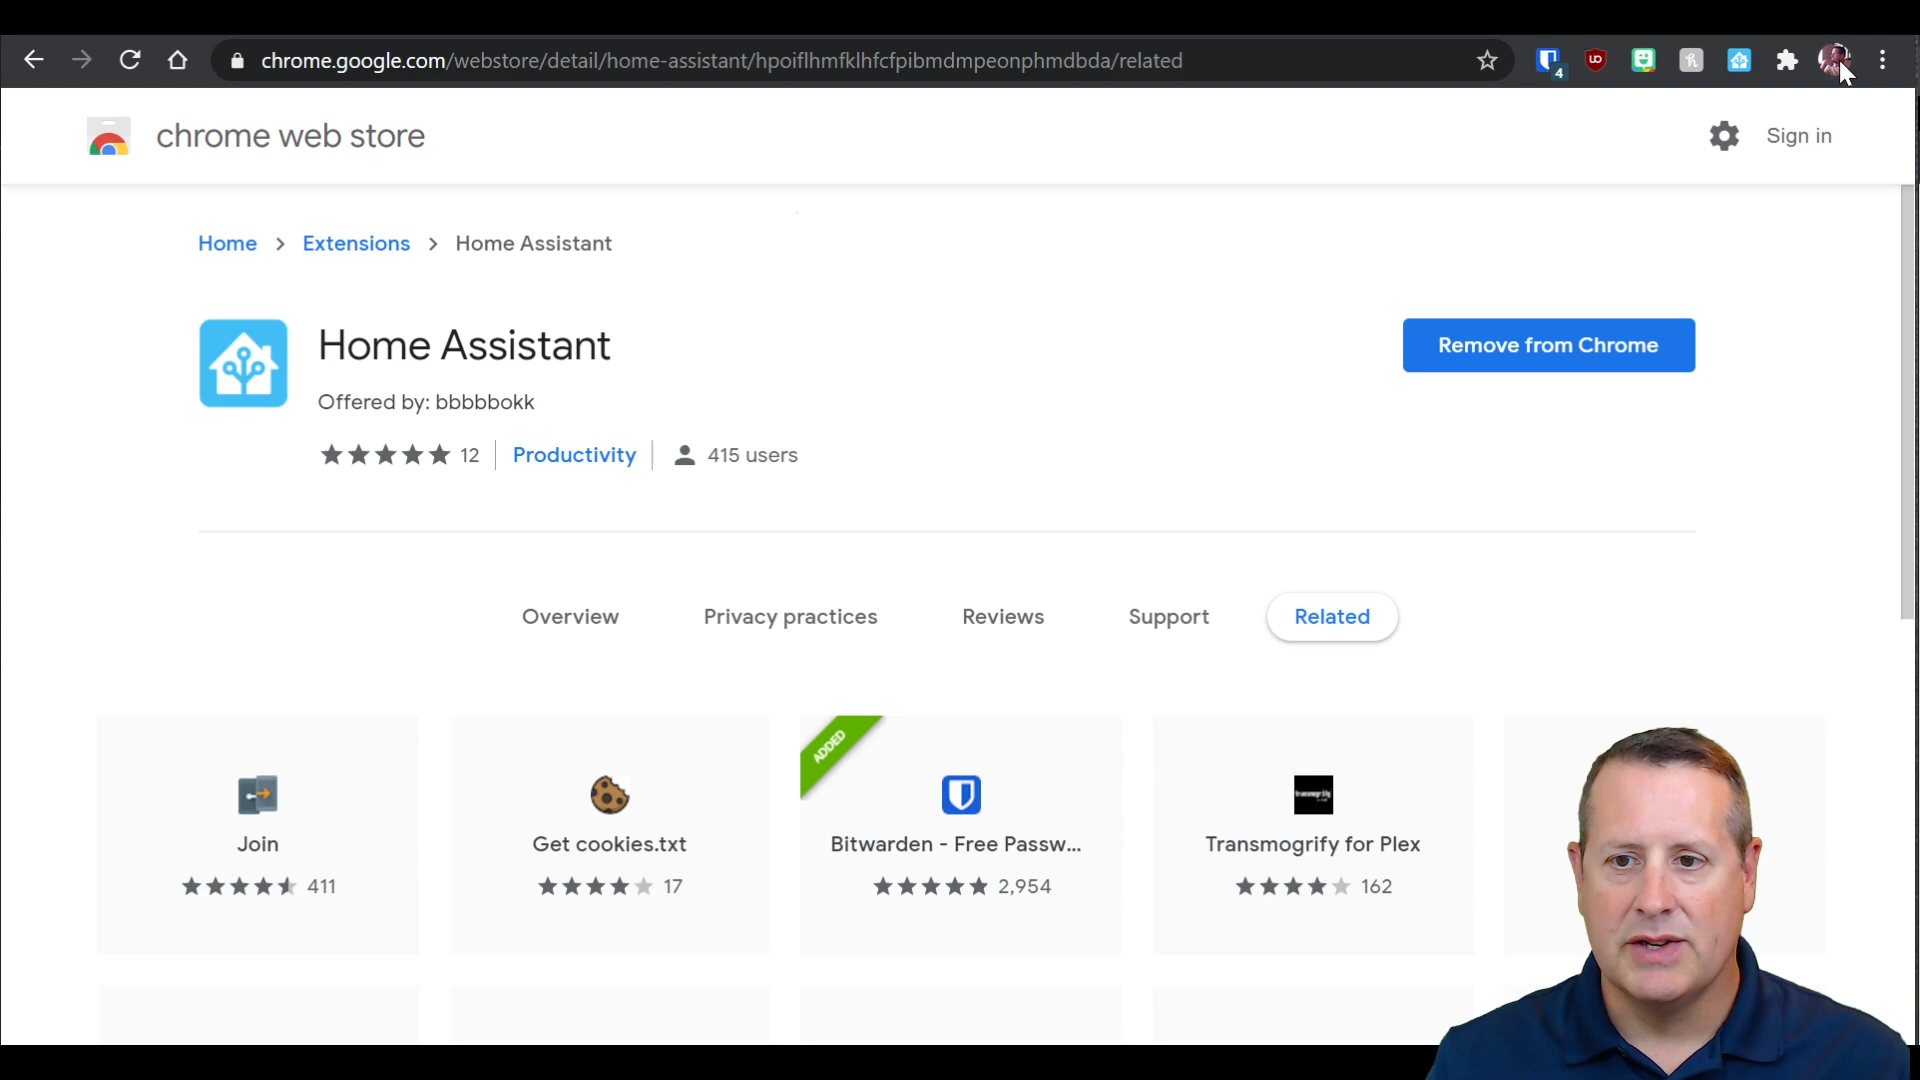 chrome.google.com/webstore/detail/home-assistant/hpoiflhmfklhfcfpibmdmpeonphmdbda/related
4
chrome web store
Sign in
Home > Extensions > Home Assistant
Home Assistant
Remove from Chrome
Offered by: bbbbbokk
12 Productivity 415 users
Overview Privacy practices Reviews Support Related
ADDED
Join Get cookies.txt Bitwarden - Free Passw... Transmogrify for Plex
411 17 2,954 162